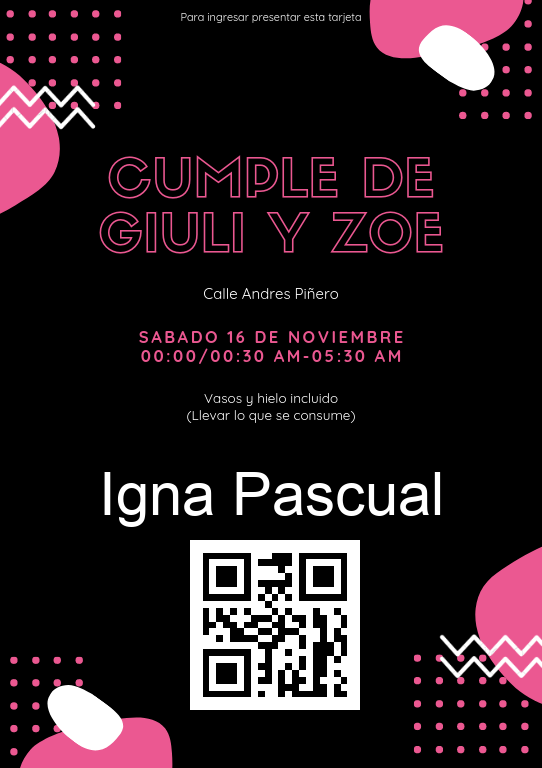 Para ingresar presentar esta tarjeta
CUMPLE DE
GIULI Y ZOE
Calle Andres Piñero
SABADO 16 DE NOVIEMBRE
00:00/00:30 AM-05:30 AM
Vasos y hielo incluido
(Llevar lo que se consume)
Igna Pascual